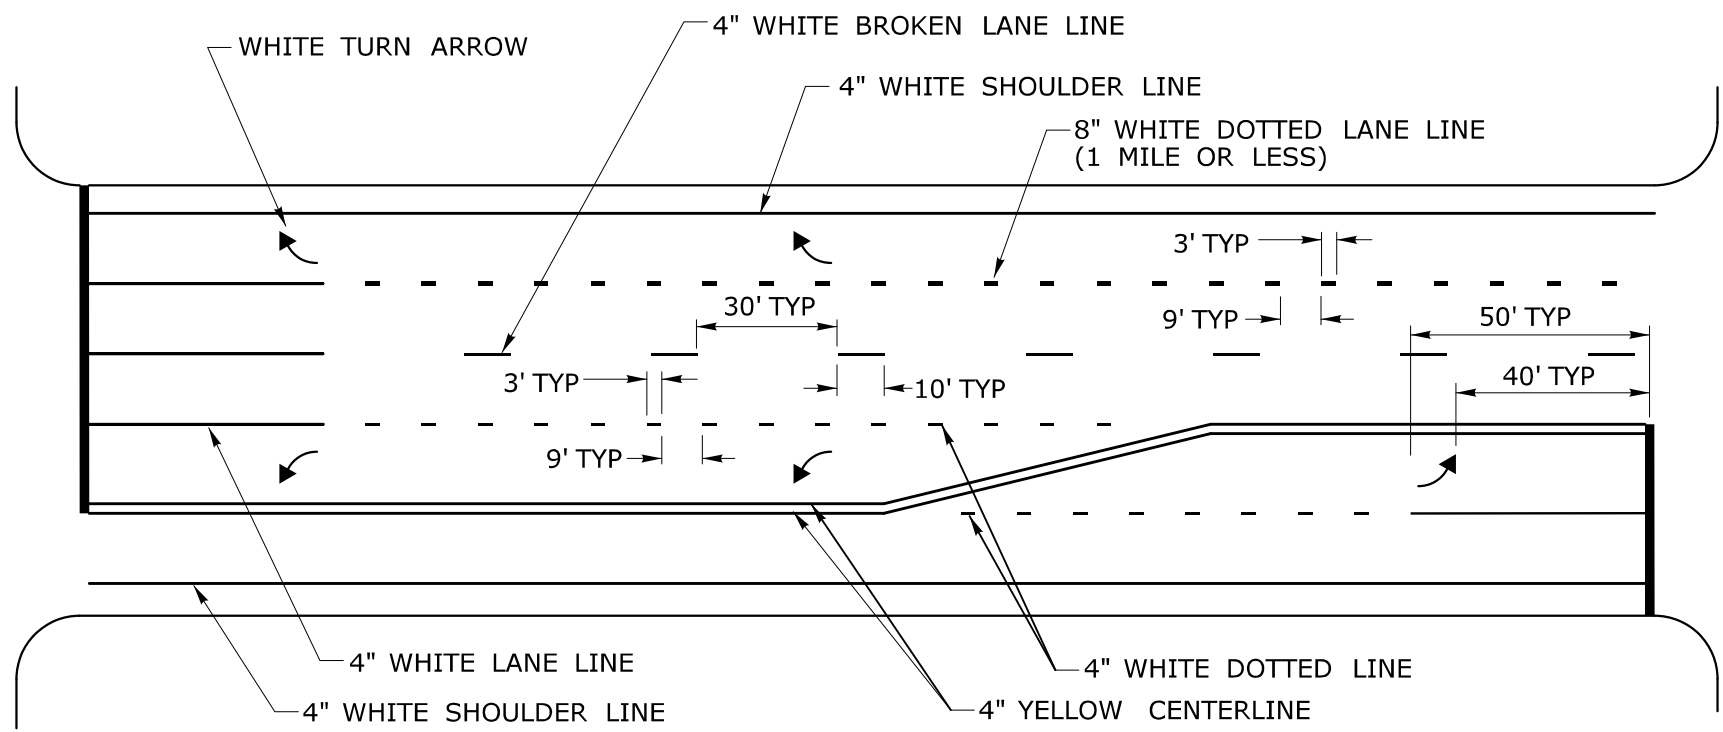 4" WHITE BROKEN LANE LINE
WHITE TURN ARROW
4" WHITE SHOULDER LINE
8" WHITE DOTTED LANE LINE
(1 MILE OR LESS)
3' TYP
30' TYP
9' TYP
50' TYP
3' TYP
10' TYP
40' TYP
9' TYP
4" WHITE LANE LINE
4" WHITE DOTTED LINE
4" WHITE SHOULDER LINE
4" YELLOW CENTERLINE